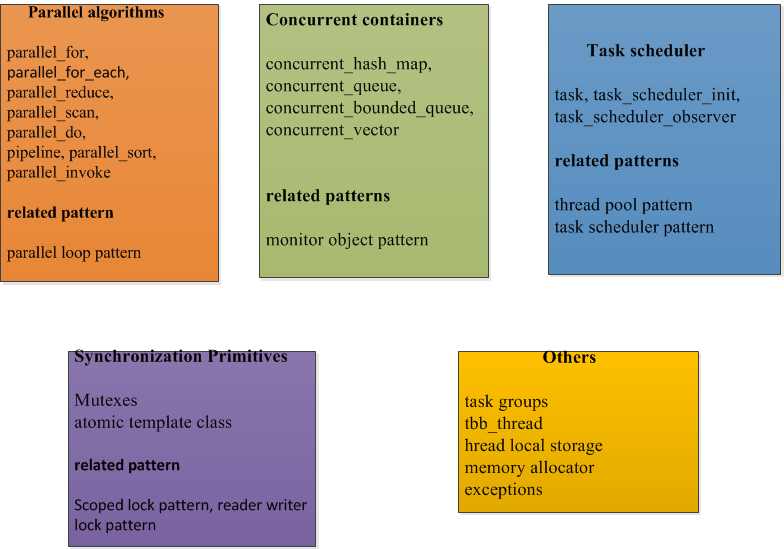 Parallel algorithms
parallel_for,
parallel_for_each,
parallel_reduce,
parallel_scan,
parallel_do,
pipeline, parallel_sort,
parallel_invoke
related pattern
parallel loop pattern
Concurrent containers
concurrent_hash_map,
concurrent_queue,
concurrent_bounded_queue,
concurrent_vector
related patterns
monitor object pattern
Task scheduler
task, task_scheduler_init,
task_scheduler_observer
related patterns
thread pool pattern
task scheduler pattern
Synchronization Primitives
Mutexes
atomic template class
related pattern
Scoped lock pattern, reader writer
lock pattern
Others
task groups
tbb_thread
hread local storage
memory allocator
exceptions